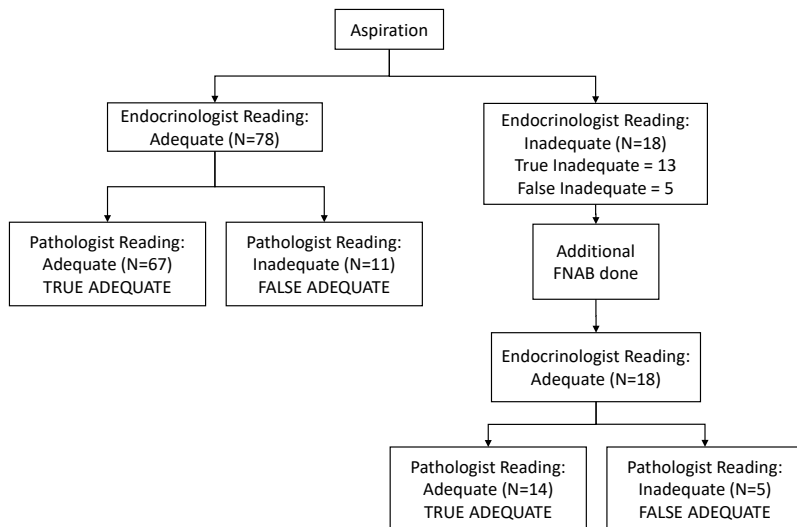 Aspiration
Endocrinologist Reading:
Adequate (N=78)
Endocrinologist Reading:
Inadequate (N=18)
True Inadequate = 13
False Inadequate = 5
Pathologist Reading:
Adequate (N=67)
TRUE ADEQUATE
Pathologist Reading:
Inadequate (N=11)
FALSE ADEQUATE
Additional
FNAB done
Endocrinologist Reading:
Adequate (N=18)
Pathologist Reading:
Adequate (N=14)
TRUE ADEQUATE
Pathologist Reading:
Inadequate (N=5)
FALSE ADEQUATE